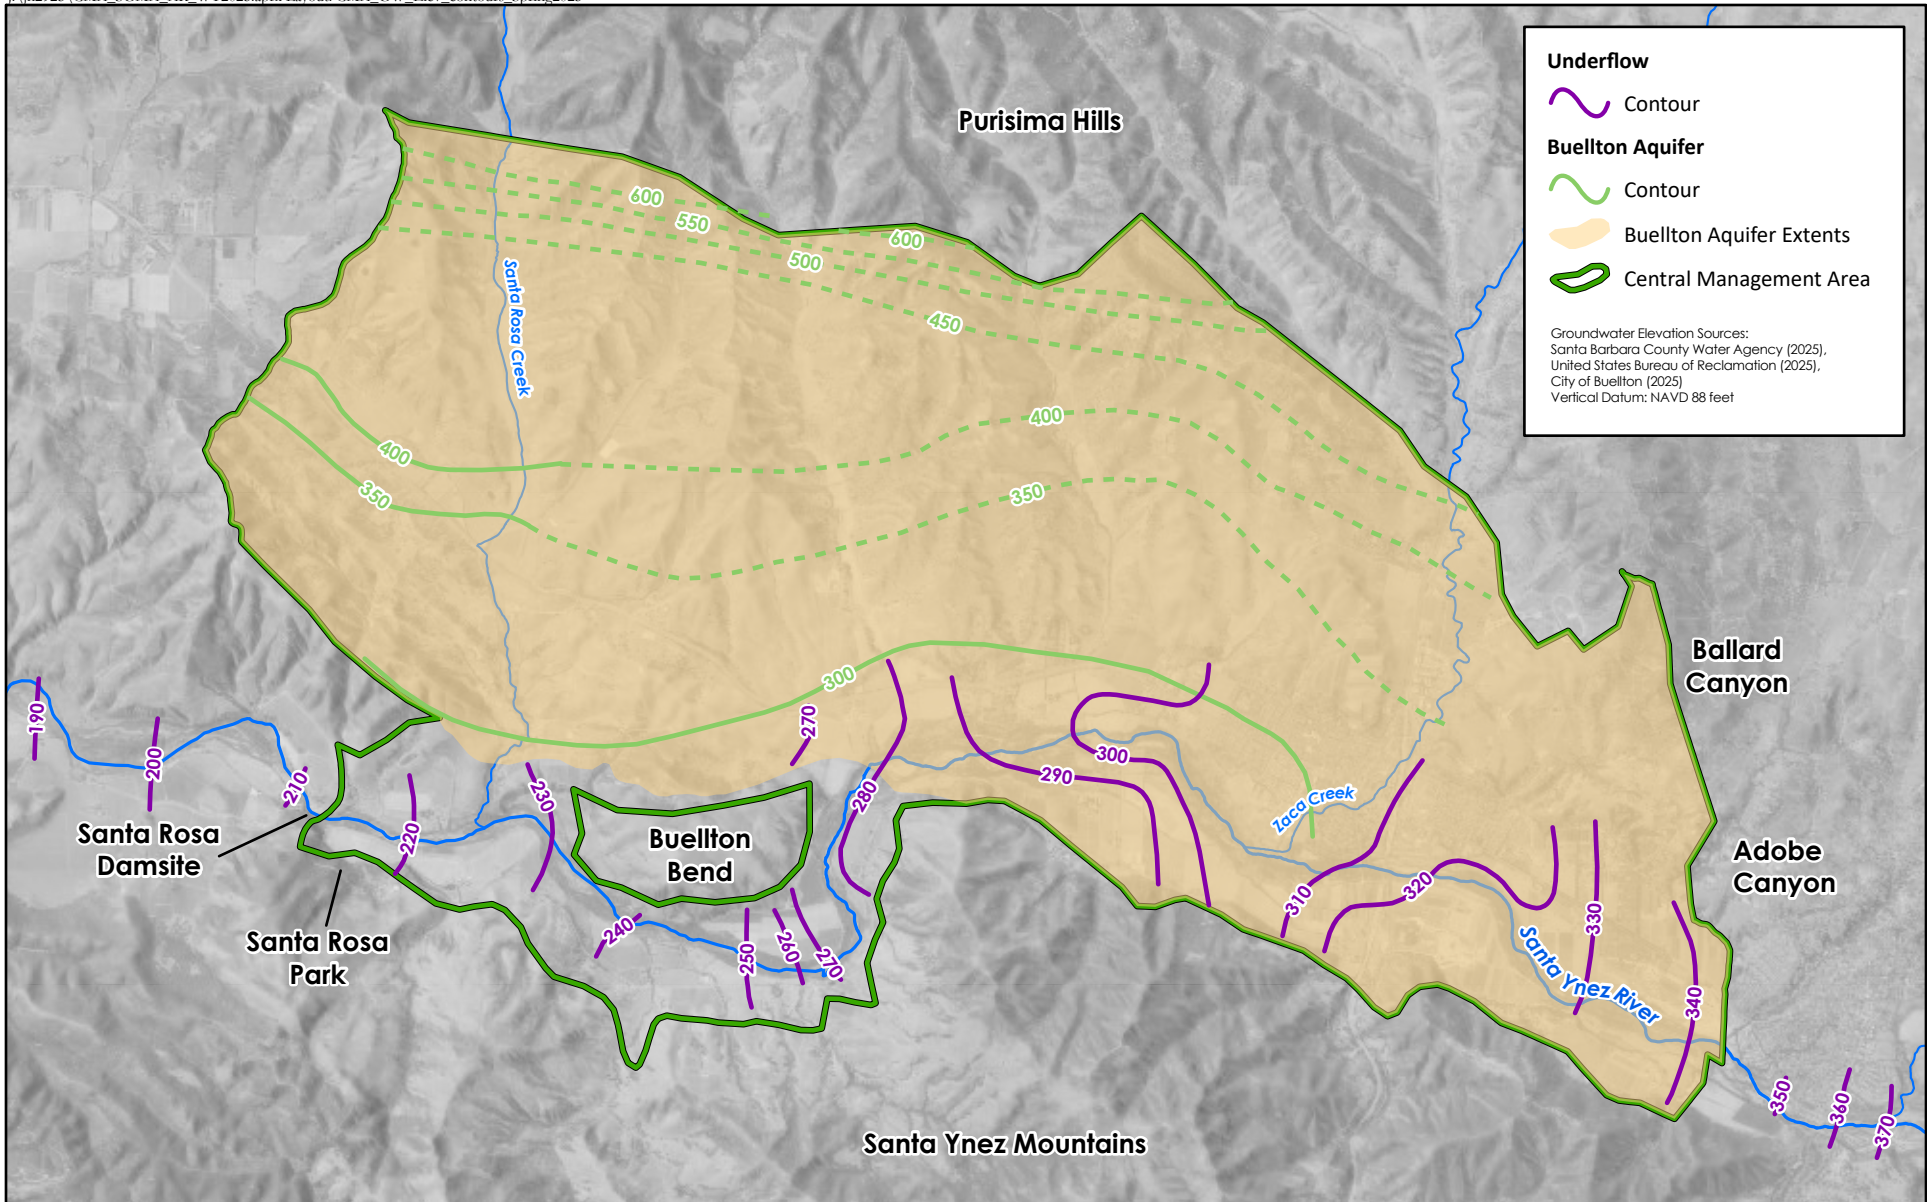 Underflow
Contour
Buellton Aquifer
Contour
Buellton Aquifer Extents
Central Management Area
Groundwater Elevation Sources:
Santa Barbara County Water Agency (2025),
United States Bureau of Reclamation (2025),
City of Buellton (2025)
Vertical Datum: NAVD 88 feet
Purisima Hills
600
550
600
500
450
Santa Rosa Creek
400
400
350
350
300
Ballard
Canyon
190
200
210
220
230
270
280
290
300
Zaca Creek
Santa Rosa
Damsite
Buellton
Bend
Adobe
Canyon
310
320
330
Santa Rosa
Park
240
250
260
270
Santa Ynez River
340
350
360
370
Santa Ynez Mountains